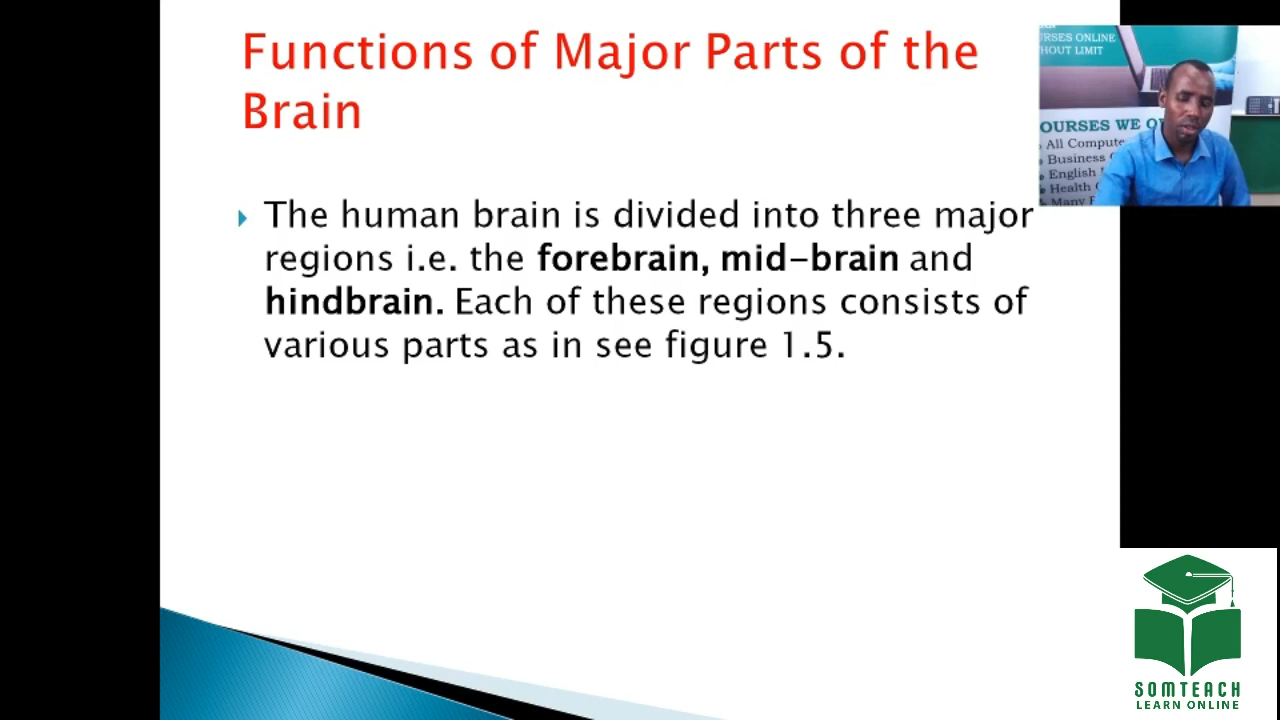 Functions of Major Parts of the
Brain
The human brain is divided into three major
regions i.e. the forebrain, mid-brain and
hindbrain. Each of these regions consists of
various parts as in see figure 1.5.
URSES ONLINE
HOUT LIMIT
OURSES WE O
All Compute
Business
English
Health
Many
SOMTEACH
LEARN ONLINE